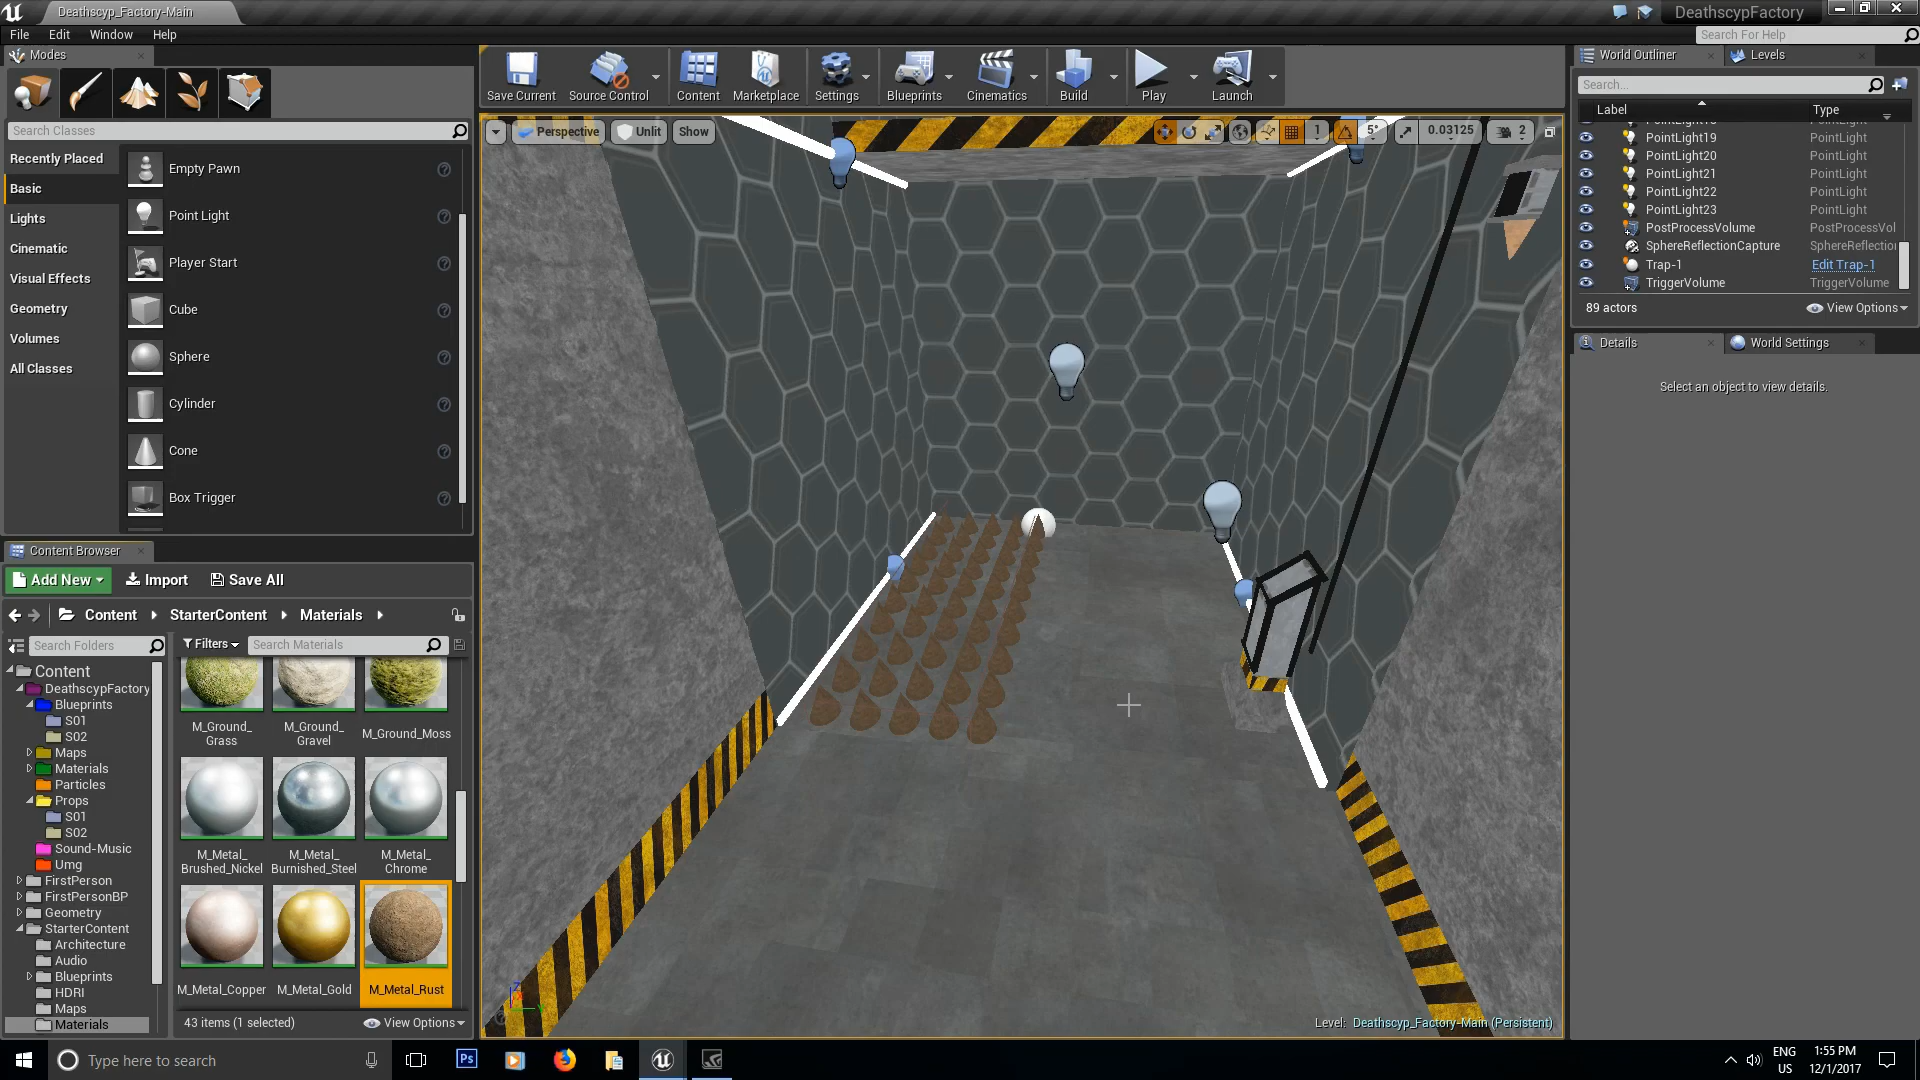 Deathscyp_Factory-Main
DeathscypFactory
File Edit Window Help
Search For Help
Modes
Search Classes
Recently Placed
Basic
Lights
Cinematic
Visual Effects
Geometry
Volumes
All Classes
Empty Pawn
Point Light
Player Start
Cube
Sphere
Cylinder
Cone
Box Trigger
Save Current
Source Control
Content
Marketplace
Settings
Blueprints
Cinematics
Build
Play
Launch
Perspective
Unlit
Show
1
5°
0.03125
2
Level: Deathscyp_Factory-Main (Persistent)
World Outliner
Levels
Search...
Label Type
PointLight19 PointLight
PointLight20 PointLight
PointLight21 PointLight
PointLight22 PointLight
PointLight23 PointLight
PostProcessVolume PostProcessVol
SphereReflectionCapture SphereReflection
Trap-1 Edit Trap-1
TriggerVolume TriggerVolume
89 actors
View Options
Details
World Settings
Select an object to view details.
Content Browser
Add New
Import
Save All
Content
StarterContent
Materials
Search Folders
Filters
Search Materials
Content
DeathscypFactory
Blueprints
S01
S02
Maps
Materials
Particles
Props
S01
S02
Sound-Music
Umg
FirstPerson
FirstPersonBP
Geometry
StarterContent
Architecture
Audio
Blueprints
HDRI
Maps
Materials
M_Ground_
Grass
M_Ground_
Gravel
M_Ground_Moss
M_Metal_
Brushed_Nickel
M_Metal_
Burnished_Steel
M_Metal_
Chrome
M_Metal_Copper
M_Metal_Gold
M_Metal_Rust
43 items (1 selected)
View Options
Type here to search
Ps
ENG
US
1:55 PM
12/1/2017